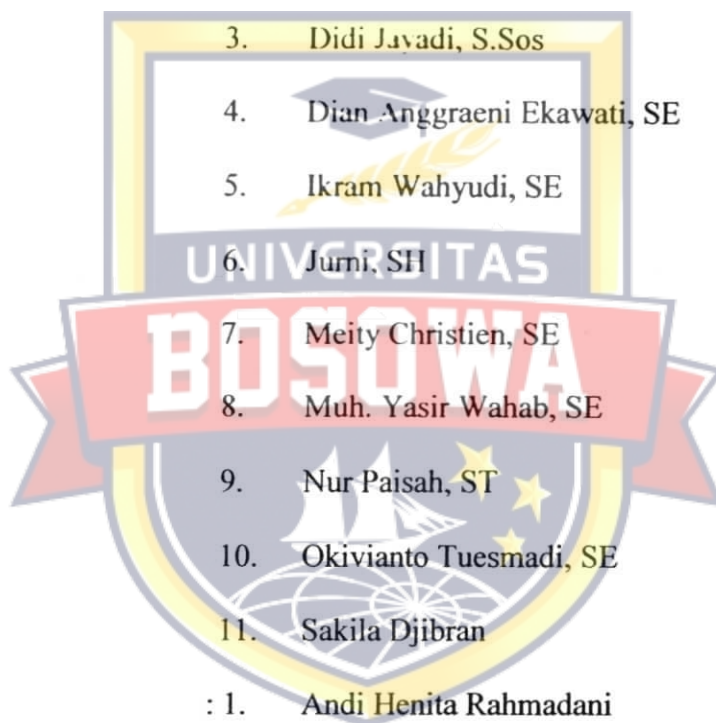 3. Didi Jayadi, S.Sos
4. Dian Anggraeni Ekawati, SE
5. Ikram Wahyudi, SE
UNIVERSITAS
6. Jurni, SH
BOSOWA
7. Meity Christien, SE
8. Muh. Yasir Wahab, SE
9. Nur Paisah, ST
10. Okivianto Tuesmadi, SE
11. Sakila Djibran
: 1. Andi Henita Rahmadani